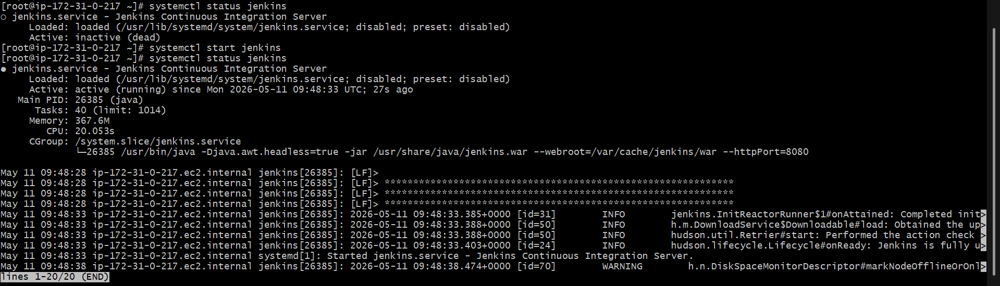 [root@ip-172-31-0-217 ~]# systemctl status jenkins
○ jenkins.service - Jenkins Continuous Integration Server
     Loaded: loaded (/usr/lib/systemd/system/jenkins.service; disabled; preset: disabled)
     Active: inactive (dead)
[root@ip-172-31-0-217 ~]# systemctl start jenkins
[root@ip-172-31-0-217 ~]# systemctl status jenkins
● jenkins.service - Jenkins Continuous Integration Server
     Loaded: loaded (/usr/lib/systemd/system/jenkins.service; disabled; preset: disabled)
     Active: active (running) since Mon 2026-05-11 09:48:33 UTC; 27s ago
   Main PID: 26385 (java)
      Tasks: 40 (limit: 1014)
     Memory: 367.6M
        CPU: 20.053s
     CGroup: /system.slice/jenkins.service
             └─26385 /usr/bin/java -Djava.awt.headless=true -jar /usr/share/java/jenkins.war --webroot=/var/cache/jenkins/war --httpPort=8080

May 11 09:48:28 ip-172-31-0-217.ec2.internal jenkins[26385]: [LF]>
May 11 09:48:28 ip-172-31-0-217.ec2.internal jenkins[26385]: [LF]> *************************************************************
May 11 09:48:28 ip-172-31-0-217.ec2.internal jenkins[26385]: [LF]> *************************************************************
May 11 09:48:28 ip-172-31-0-217.ec2.internal jenkins[26385]: [LF]> *************************************************************
May 11 09:48:33 ip-172-31-0-217.ec2.internal jenkins[26385]: 2026-05-11 09:48:33.385+0000 [id=31]        INFO        jenkins.InitReactorRunner$1#onAttained: Completed init>
May 11 09:48:33 ip-172-31-0-217.ec2.internal jenkins[26385]: 2026-05-11 09:48:33.388+0000 [id=50]        INFO        h.m.DownloadService$Downloadable#load: Obtained the up>
May 11 09:48:33 ip-172-31-0-217.ec2.internal jenkins[26385]: 2026-05-11 09:48:33.388+0000 [id=50]        INFO        hudson.util.Retrier#start: Performed the action check >
May 11 09:48:33 ip-172-31-0-217.ec2.internal jenkins[26385]: 2026-05-11 09:48:33.403+0000 [id=24]        INFO        hudson.lifecycle.Lifecycle#onReady: Jenkins is fully u>
May 11 09:48:33 ip-172-31-0-217.ec2.internal systemd[1]: Started jenkins.service - Jenkins Continuous Integration Server.
May 11 09:48:38 ip-172-31-0-217.ec2.internal jenkins[26385]: 2026-05-11 09:48:38.474+0000 [id=70]        WARNING        h.n.DiskSpaceMonitorDescriptor#markNodeOfflineOrOnl>
lines 1-20/20 (END)